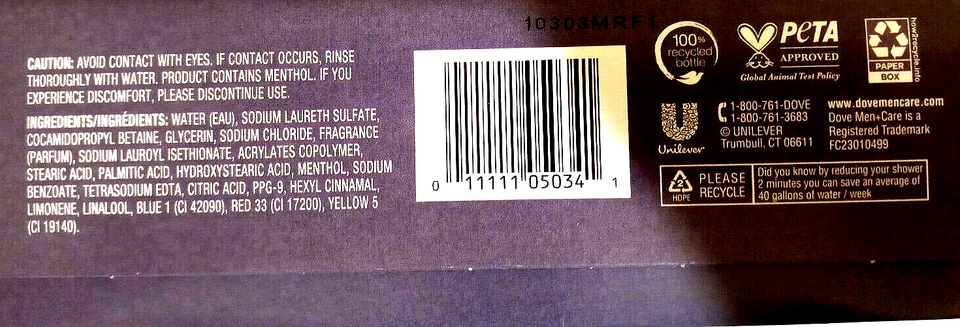 10303MRF1
CAUTION: AVOID CONTACT WITH EYES. IF CONTACT OCCURS, RINSE
THOROUGHLY WITH WATER. PRODUCT CONTAINS MENTHOL. IF YOU
EXPERIENCE DISCOMFORT, PLEASE DISCONTINUE USE.
INGREDIENTS/INGRÉDIENTS: WATER (EAU), SODIUM LAURETH SULFATE,
COCAMIDOPROPYL BETAINE, GLYCERIN, SODIUM CHLORIDE, FRAGRANCE
(PARFUM), SODIUM LAUROYL ISETHIONATE, ACRYLATES COPOLYMER,
STEARIC ACID, PALMITIC ACID, HYDROXYSTEARIC ACID, MENTHOL, SODIUM
BENZOATE, TETRASODIUM EDTA, CITRIC ACID, PPG-9, HEXYL CINNAMAL,
LIMONENE, LINALOOL, BLUE 1 (CI 42090), RED 33 (CI 17200), YELLOW 5
(CI 19140).
0 11111 05034 1
100%
recycled
bottle
PETA
APPROVED
Global Animal Test Policy
PAPER
BOX
how2recycle.info
Unilever
1-800-761-DOVE
1-800-761-3683
© UNILEVER
Trumbull, CT 06611
www.dovemencare.com
Dove Men+Care is a
Registered Trademark
FC23010499
2
HDPE
PLEASE
RECYCLE
Did you know by reducing your shower
2 minutes you can save an average of
40 gallons of water / week